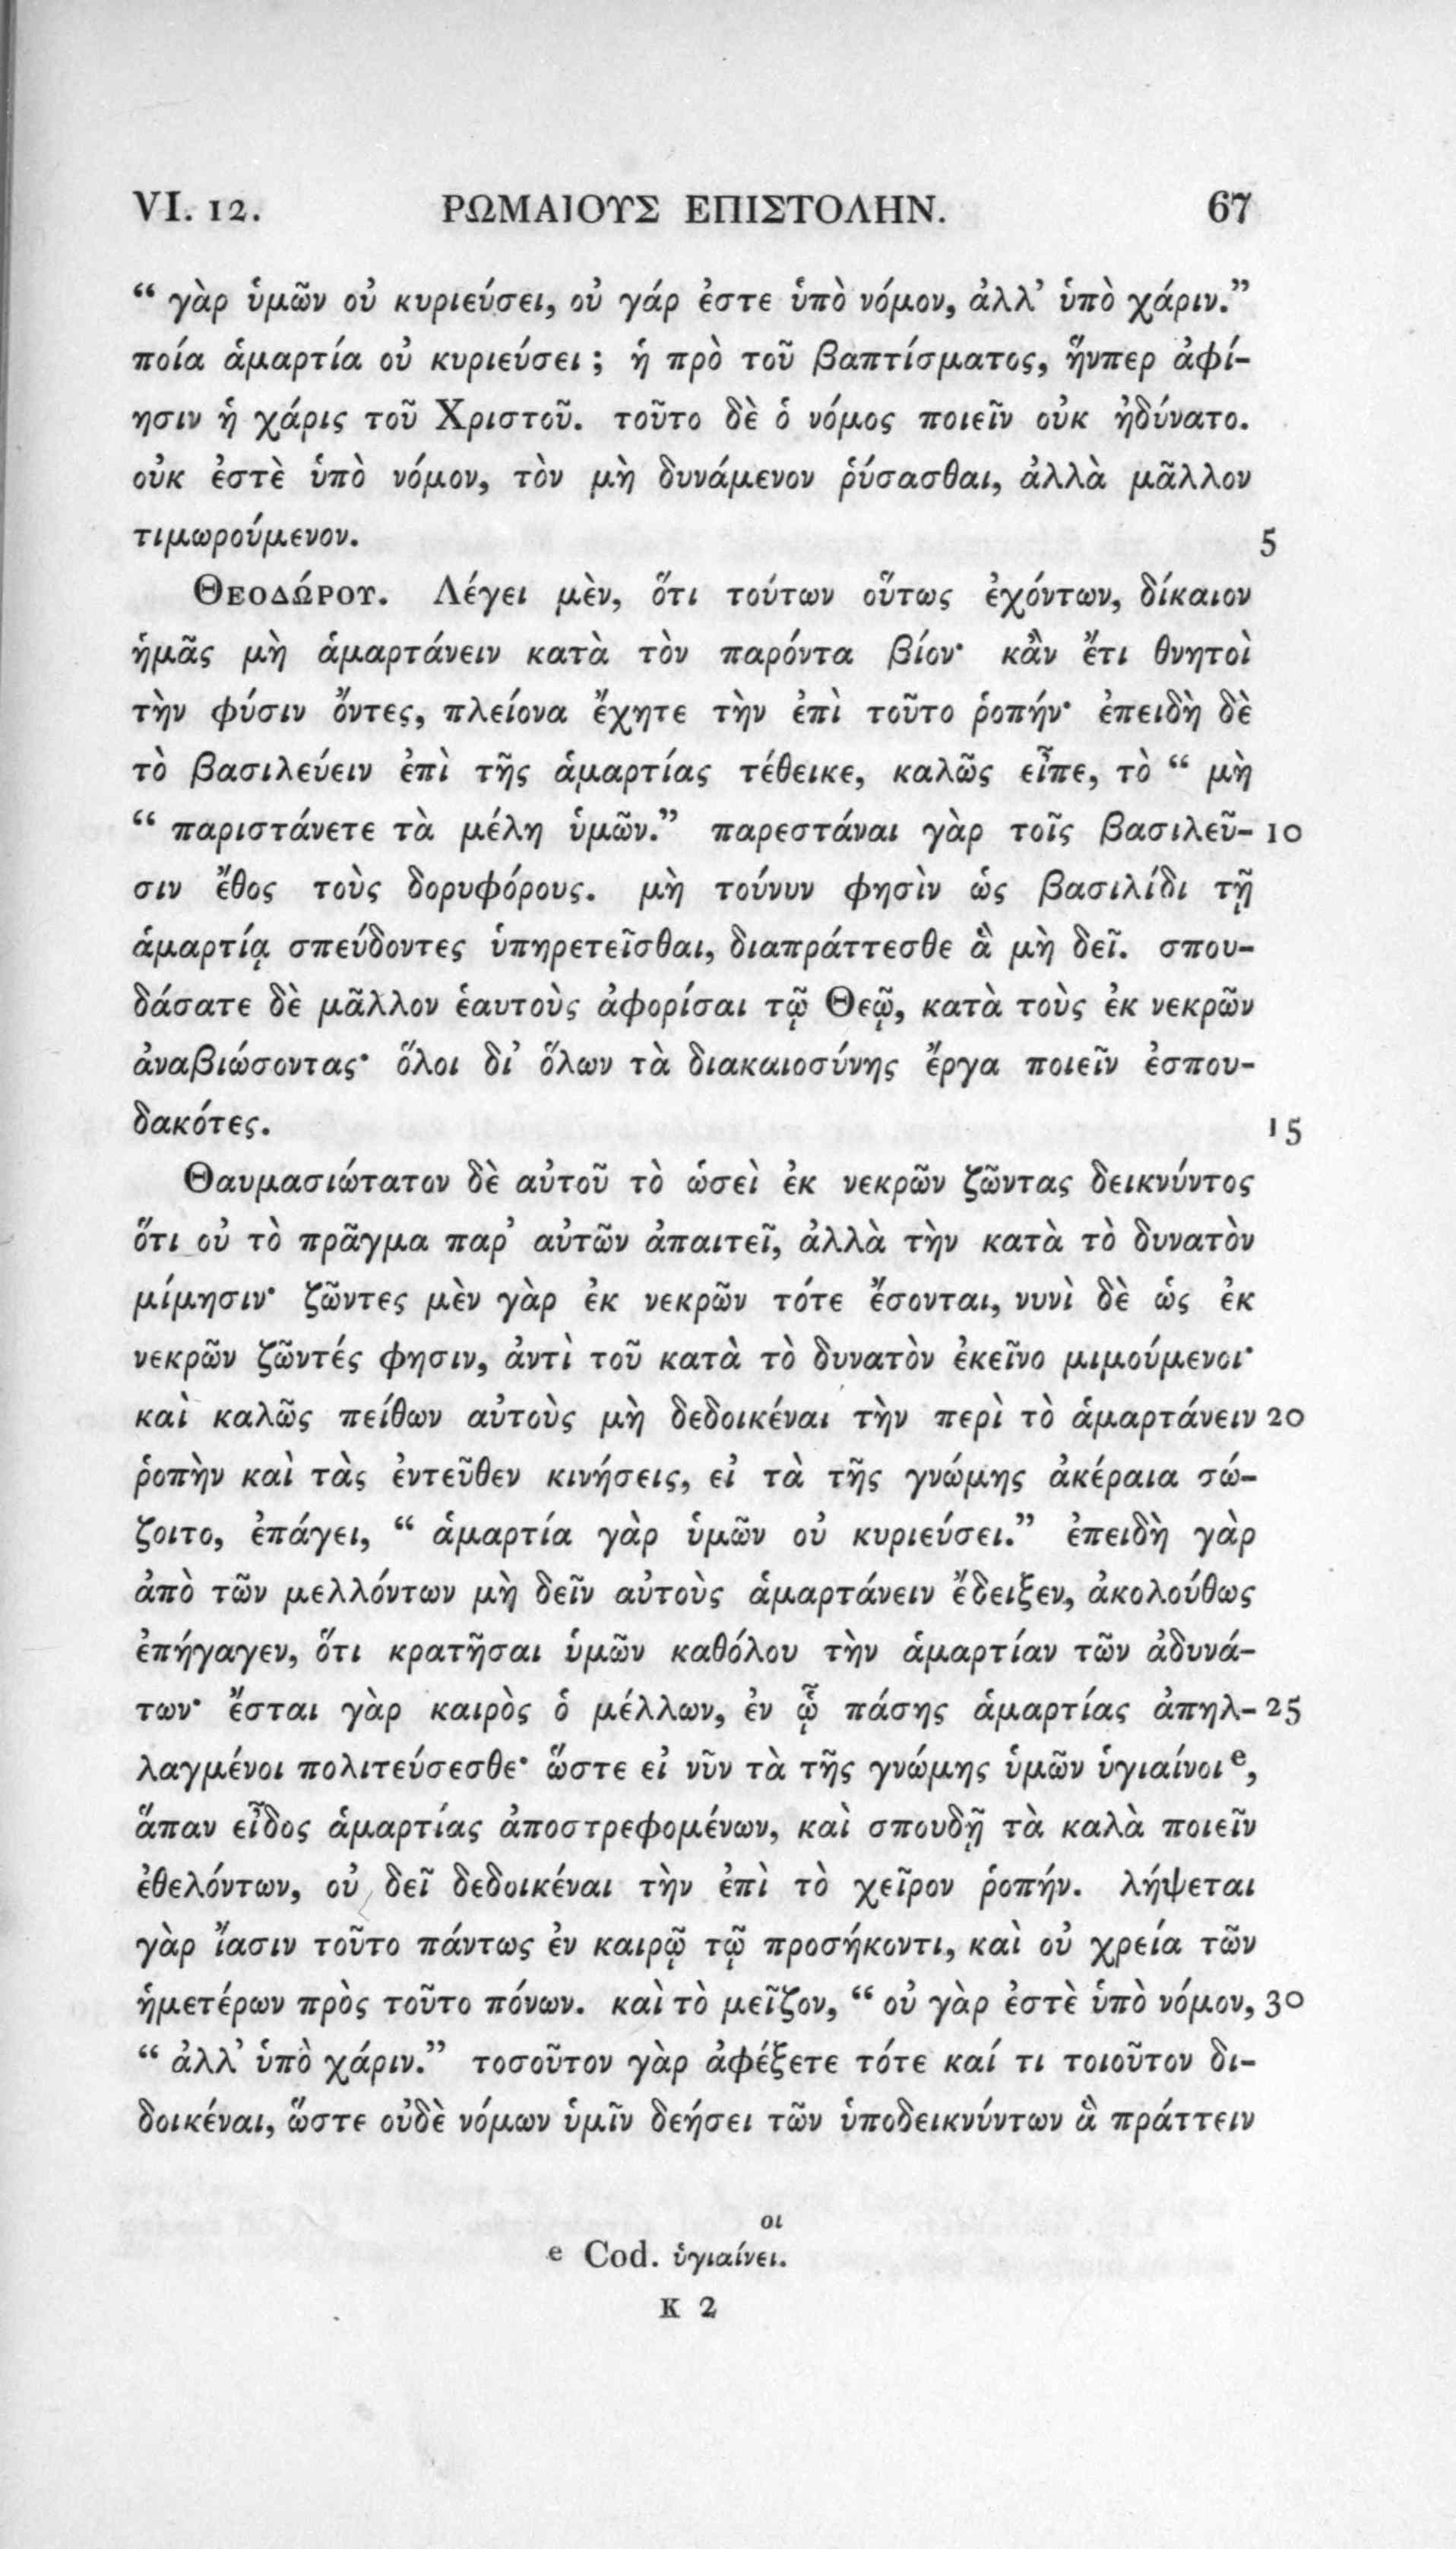 VI. 12. ΡΩΜΑΙΟΥΣ ΕΠΙΣΤΟΛΗΝ. 67
“ γὰρ ὑμῶν οὐ κυριεύσει, οὐ γάρ ἐστε ὑπὸ νόμον, ἀλλ’ ὑπὸ χάριν.”
ποία ἁμαρτία οὐ κυριεύσει ; ἡ πρὸ τοῦ βαπτίσματος, ἥνπερ ἀφί-
ησιν ἡ χάρις τοῦ Χριστοῦ. τοῦτο δὲ ὁ νόμος ποιεῖν οὐκ ἠδύνατο.
οὐκ ἐστὲ ὑπὸ νόμον, τὸν μὴ δυνάμενον ῥύσασθαι, ἀλλὰ μᾶλλον
τιμωρούμενον. 5
ΘΕΟΔΏΡΟΥ. Λέγει μὲν, ὅτι τούτων οὕτως ἐχόντων, δίκαιον
ἡμᾶς μὴ ἁμαρτάνειν κατὰ τὸν παρόντα βίον· κἂν ἔτι θνητοὶ
τὴν φύσιν ὄντες, πλείονα ἔχητε τὴν ἐπὶ τοῦτο ῥοπήν· ἐπειδὴ δὲ
τὸ βασιλεύειν ἐπὶ τῆς ἁμαρτίας τέθεικε, καλῶς εἶπε, τὸ “ μὴ
“ παριστάνετε τὰ μέλη ὑμῶν.” παρεστάναι γὰρ τοῖς βασιλεῦ- 10
σιν ἔθος τοὺς δορυφόρους. μὴ τούνυν φησὶν ὡς βασιλίδι τῇ
ἁμαρτίᾳ σπεύδοντες ὑπηρετεῖσθαι, διαπράττεσθε ἃ μὴ δεῖ. σπου-
δάσατε δὲ μᾶλλον ἑαυτοὺς ἀφορίσαι τῷ Θεῷ, κατὰ τοὺς ἐκ νεκρῶν
ἀναβιώσοντας· ὅλοι δι’ ὅλων τὰ διακαιοσύνης ἔργα ποιεῖν ἐσπου-
δακότες. 15
Θαυμασιώτατον δὲ αὐτοῦ τὸ ὡσεὶ ἐκ νεκρῶν ζῶντας δεικνύντος
ὅτι οὐ τὸ πρᾶγμα παρ’ αὐτῶν ἀπαιτεῖ, ἀλλὰ τὴν κατὰ τὸ δυνατὸν
μίμησιν· ζῶντες μὲν γὰρ ἐκ νεκρῶν τότε ἔσονται, νυνὶ δὲ ὡς ἐκ
νεκρῶν ζῶντές φησιν, ἀντὶ τοῦ κατὰ τὸ δυνατὸν ἐκεῖνο μιμούμενοι·
καὶ καλῶς πείθων αὐτοὺς μὴ δεδοικέναι τὴν περὶ τὸ ἁμαρτάνειν 20
ῥοπὴν καὶ τὰς ἐντεῦθεν κινήσεις, εἰ τὰ τῆς γνώμης ἀκέραια σώ-
ζοιτο, ἐπάγει, “ ἁμαρτία γὰρ ὑμῶν οὐ κυριεύσει.” ἐπειδὴ γὰρ
ἀπὸ τῶν μελλόντων μὴ δεῖν αὐτοὺς ἁμαρτάνειν ἔδειξεν, ἀκολούθως
ἐπήγαγεν, ὅτι κρατῆσαι ὑμῶν καθόλου τὴν ἁμαρτίαν τῶν ἀδυνά-
των· ἔσται γὰρ καιρὸς ὁ μέλλων, ἐν ᾧ πάσης ἁμαρτίας ἀπηλ- 25
λαγμένοι πολιτεύσεσθε· ὥστε εἰ νῦν τὰ τῆς γνώμης ὑμῶν ὑγιαίνοι e,
ἅπαν εἶδος ἁμαρτίας ἀποστρεφομένων, καὶ σπουδῇ τὰ καλὰ ποιεῖν
ἐθελόντων, οὐ δεῖ δεδοικέναι τὴν ἐπὶ τὸ χεῖρον ῥοπήν. λήψεται
γὰρ ἴασιν τοῦτο πάντως ἐν καιρῷ τῷ προσήκοντι, καὶ οὐ χρεία τῶν
ἡμετέρων πρὸς τοῦτο πόνων. καὶ τὸ μεῖζον, “ οὐ γὰρ ἐστὲ ὑπὸ νόμον, 30
“ ἀλλ’ ὑπὸ χάριν.” τοσοῦτον γὰρ ἀφέξετε τότε καί τι τοιοῦτον δι-
δοικέναι, ὥστε οὐδὲ νόμων ὑμῖν δεήσει τῶν ὑποδεικνύντων ἃ πράττειν
οι
e Cod. ὑγιαίνει.
K 2